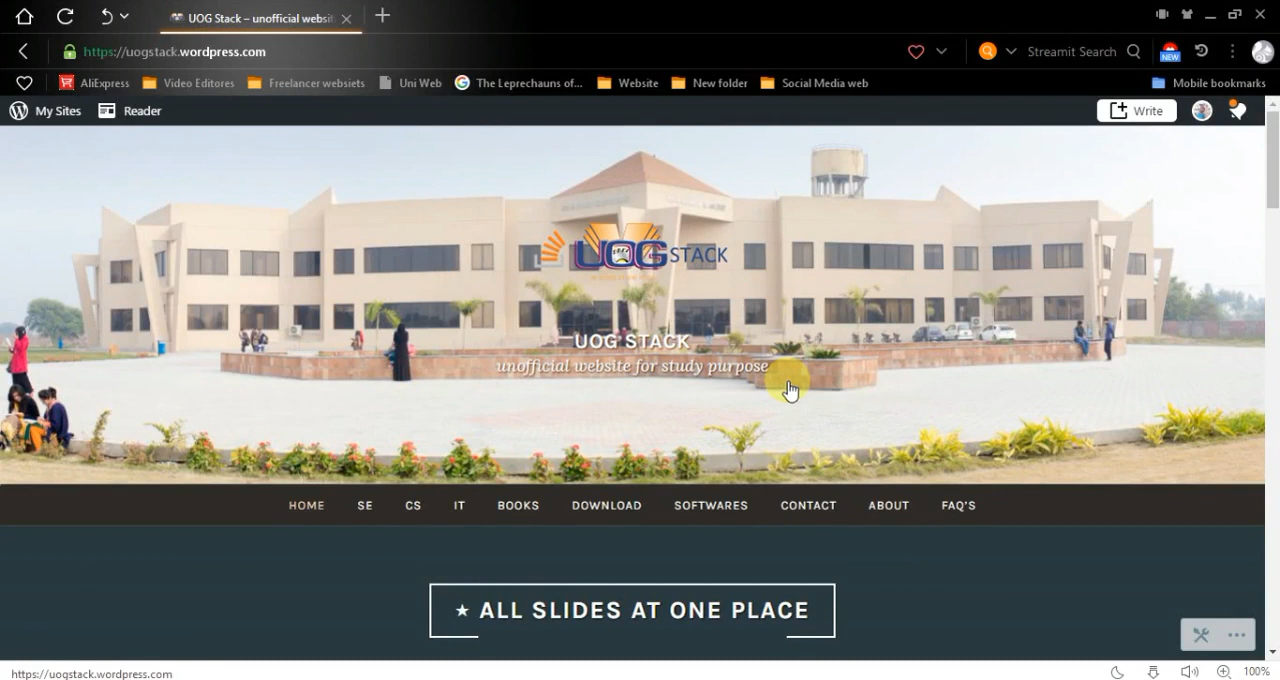 UOG Stack – unofficial websit
https://uogstack.wordpress.com
Streamit Search
NEW
AliExpress
Video Editores
Freelancer websiets
Uni Web
The Leprechauns of...
Website
New folder
Social Media web
Mobile bookmarks
My Sites
Reader
Write
UOG STACK
UOG STACK
unofficial website for study purpose
HOME
SE
CS
IT
BOOKS
DOWNLOAD
SOFTWARES
CONTACT
ABOUT
FAQ'S
★ ALL SLIDES AT ONE PLACE
https://uogstack.wordpress.com
100%